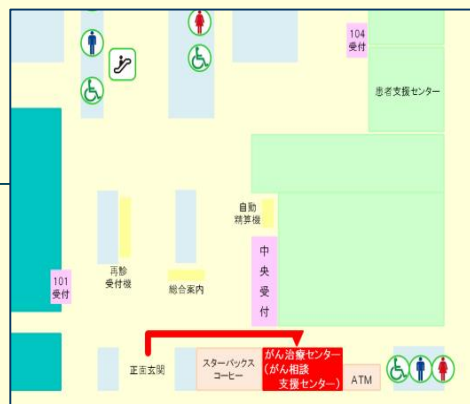 104
受付
患者支援センター
自動
精算機
中
央
受
付
101
受付
再診
受付機
総合案内
正面玄関
スターバックス
コーヒー
がん治療センター
(がん相談
支援センター)
ATM